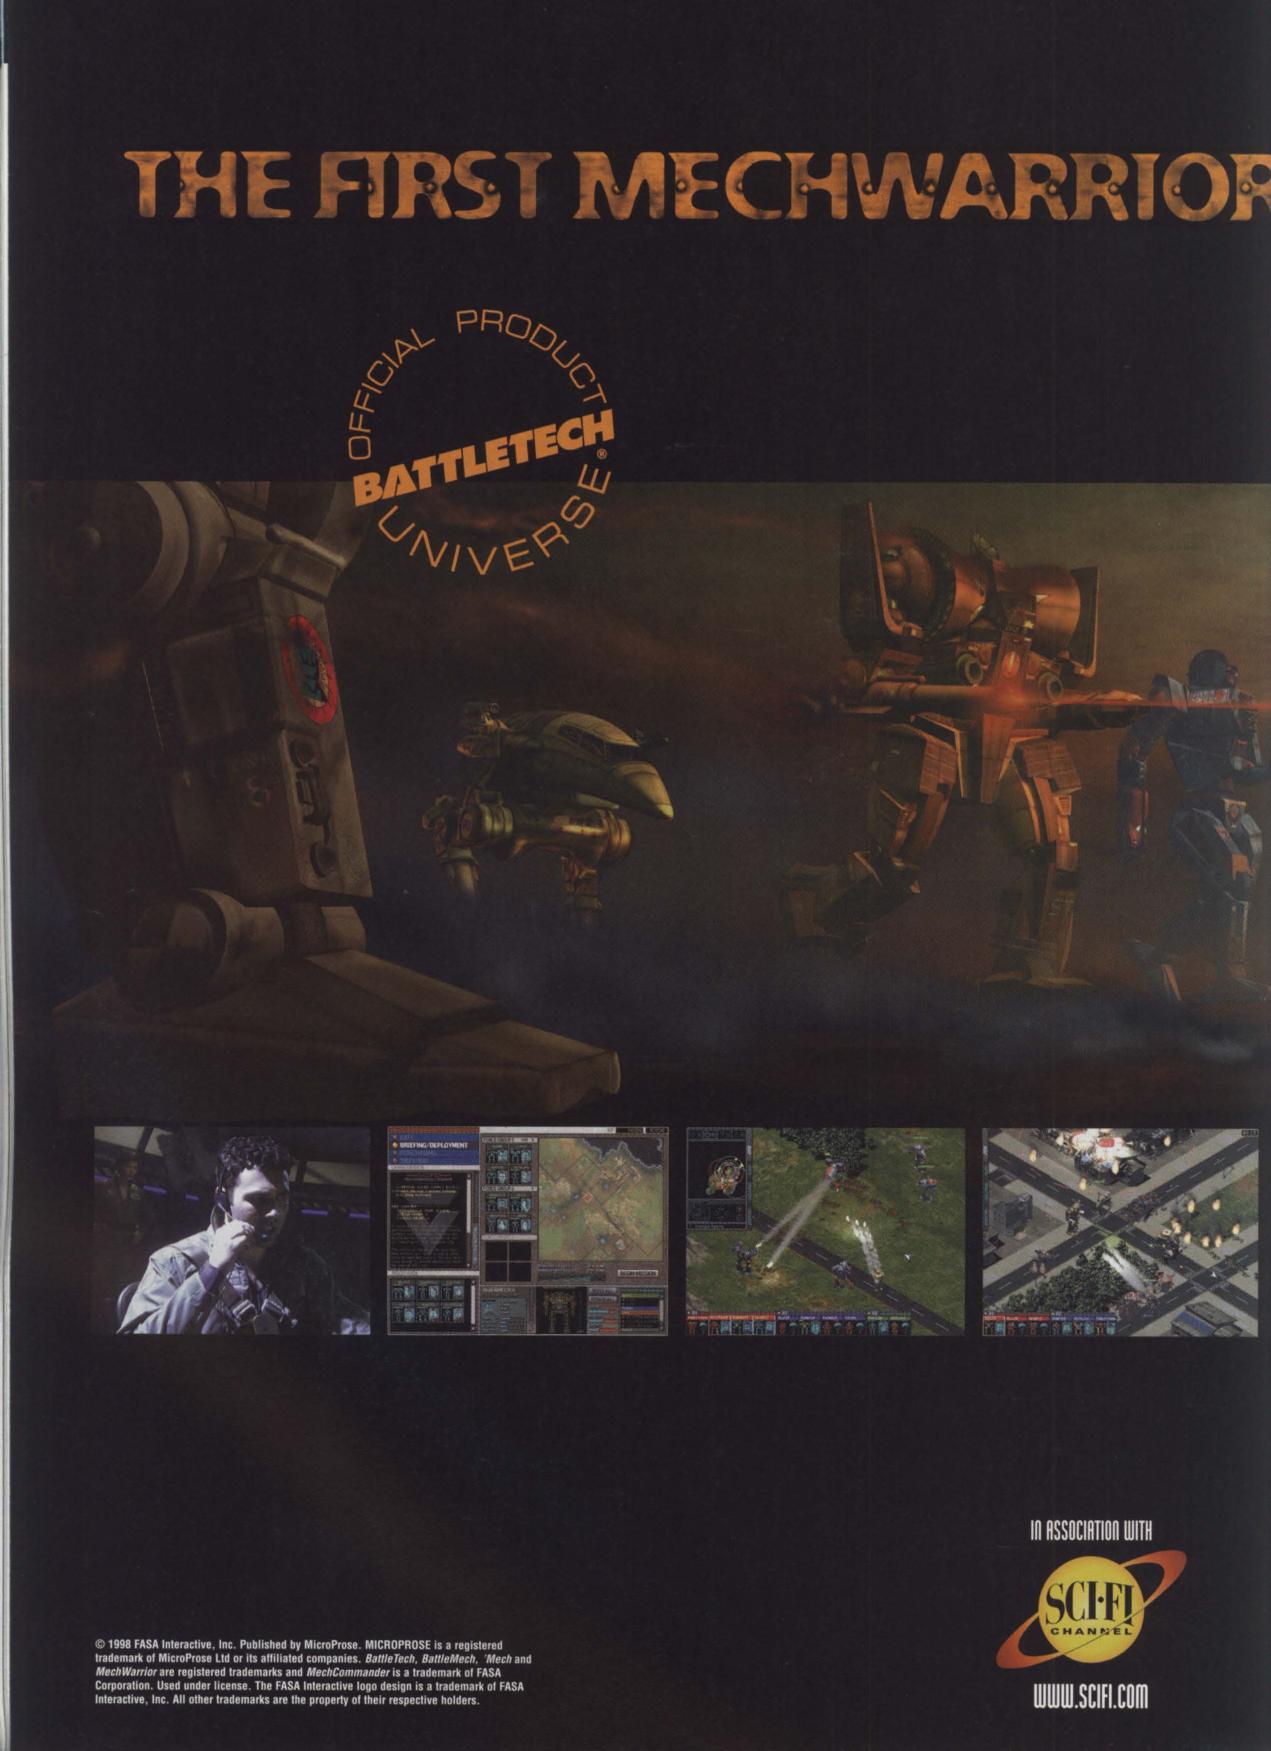 THE FIRST MECHWARRIOR
OFFICIAL PRODUCT
BATTLETECH®
UNIVERSE
BRIEFING/DEPLOYMENT
IN ASSOCIATION WITH
SCI·FI
CHANNEL
WWW.SCIFI.COM
© 1998 FASA Interactive, Inc. Published by MicroProse. MICROPROSE is a registered
trademark of MicroProse Ltd or its affiliated companies. BattleTech, BattleMech, 'Mech and
MechWarrior are registered trademarks and MechCommander is a trademark of FASA
Corporation. Used under license. The FASA Interactive logo design is a trademark of FASA
Interactive, Inc. All other trademarks are the property of their respective holders.